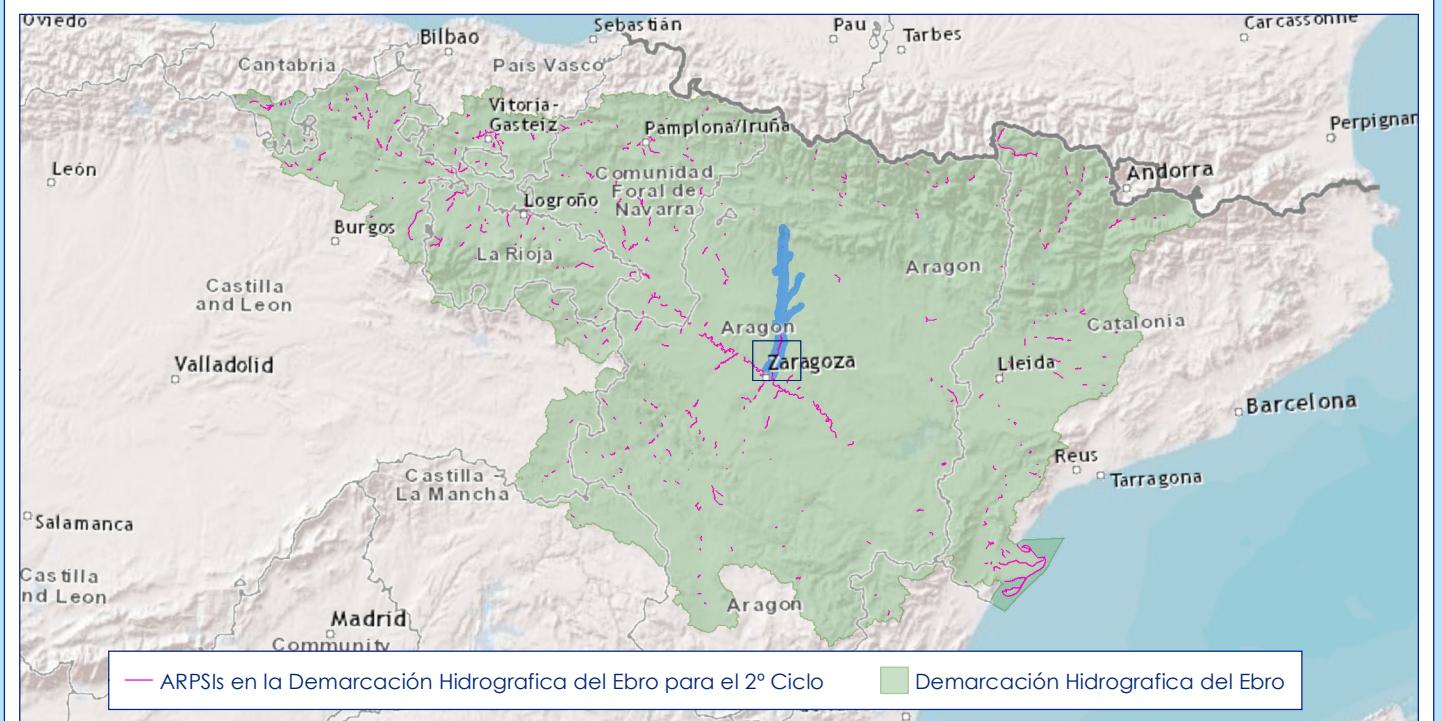 Oviedo
Sebastián
Pau
Tarbes
Carcassonne
Bilbao
Cantabria
Pais Vasco
Vitoria-
Gasteiz
Pamplona/Iruña
Perpignan
León
Andorra
Comunidad
Foral de
Navarra
Logroño
Burgos
La Rioja
Aragon
Castilla
and Leon
Aragon
Catalonia
Valladolid
Zaragoza
Lleida
Barcelona
Reus
Tarragona
Castilla
La Mancha
Salamanca
Castilla
nd Leon
Aragon
Madrid
Community
ARPSIs en la Demarcación Hidrografica del Ebro para el 2º Ciclo
Demarcación Hidrografica del Ebro